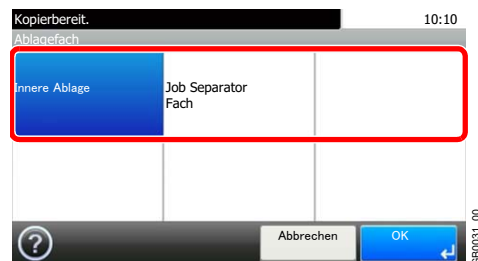 Kopierbereit. 10:10
Ablagefach
Innere Ablage
Job Separator
Fach
?
Abbrechen
OK